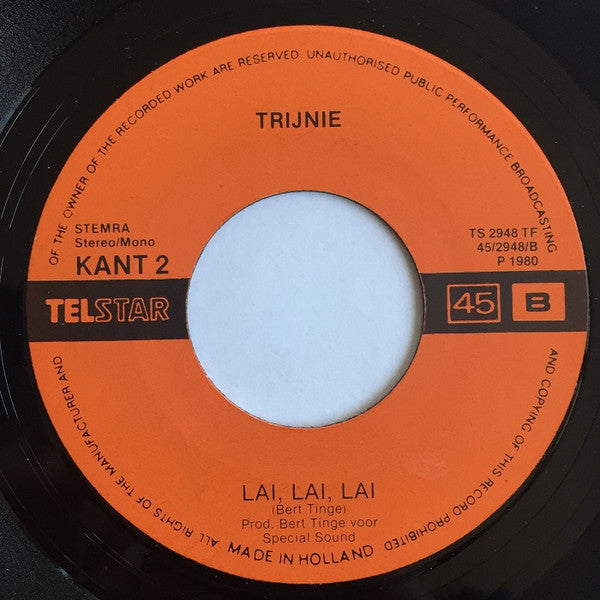 ALL RIGHTS OF THE MANUFACTURER AND
OF THE OWNER OF THE RECORDED WORK ARE RESERVED. UNAUTHORISED PUBLIC PERFORMANCE BROADCASTING
AND COPYING OF THIS RECORD PROHIBITED
TRIJNIE
STEMRA
Stereo/Mono
KANT 2
TS 2948 TF
45/2948/B
P 1980
TELSTAR
45 B
LAI, LAI, LAI
(Bert Tinge)
Prod. Bert Tinge voor
Special Sound
MADE IN HOLLAND